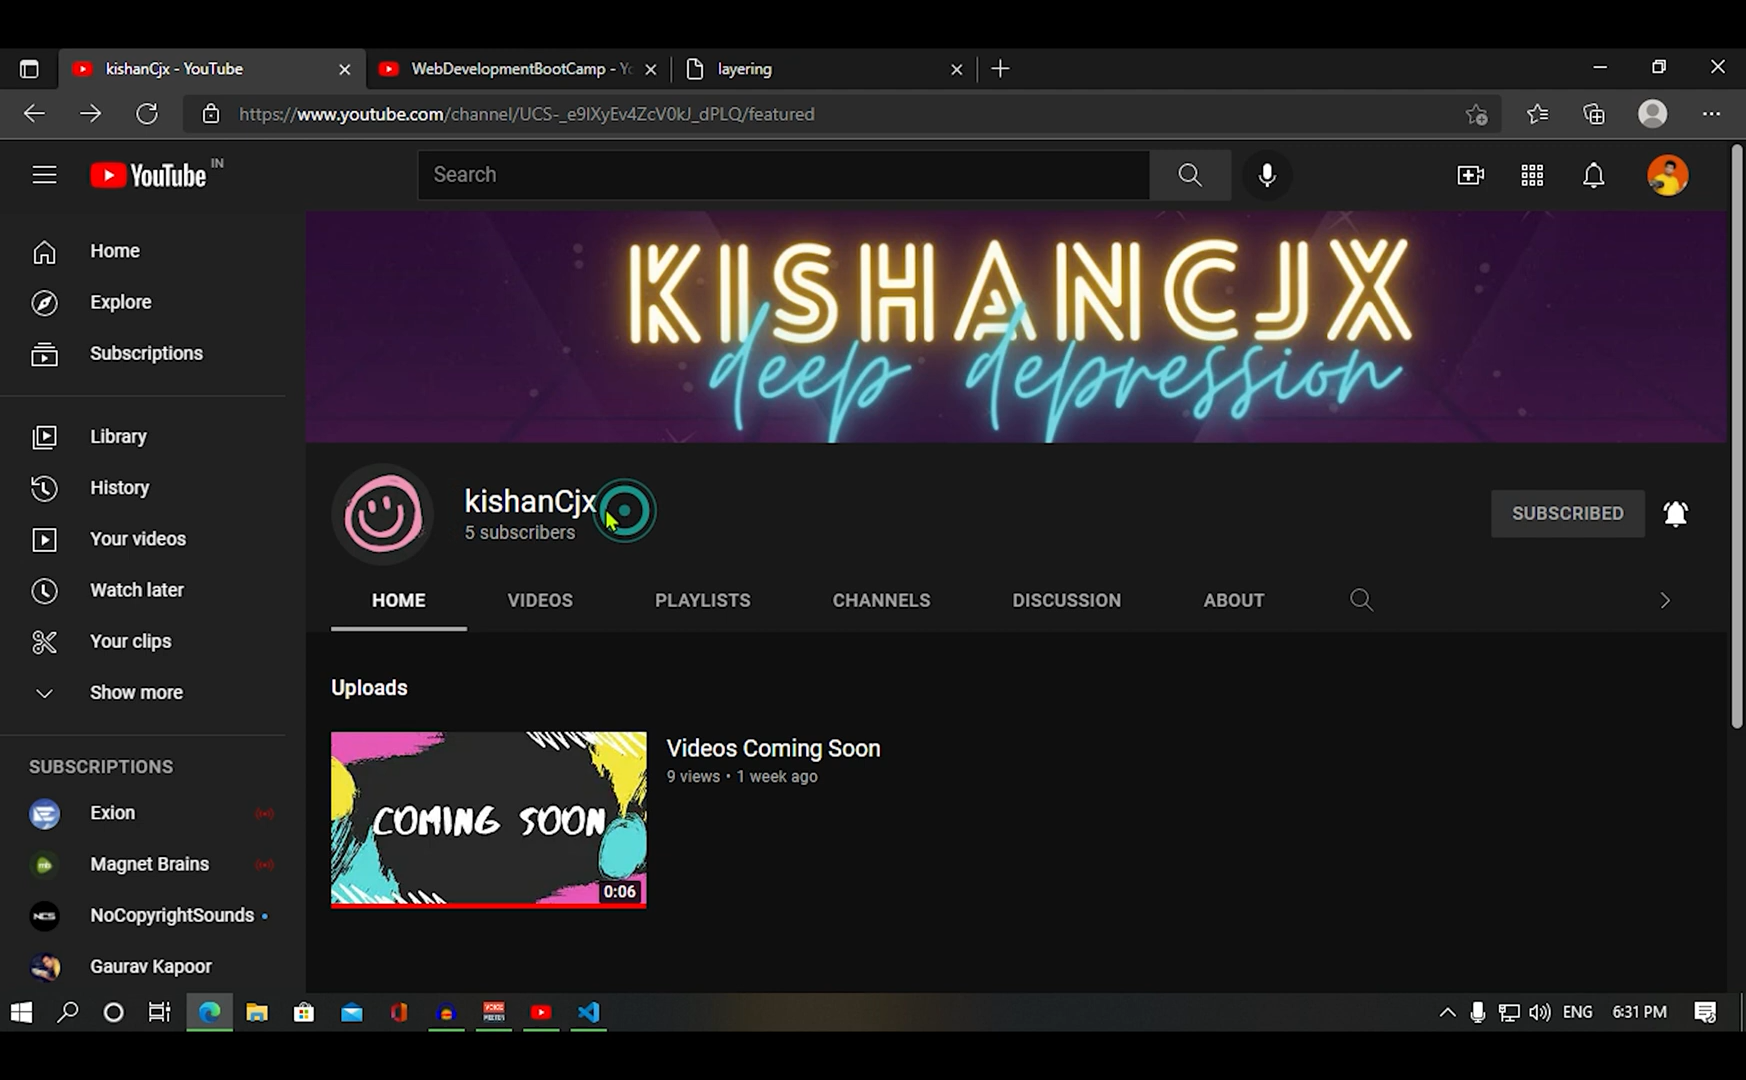 kishanCjx - YouTube
WebDevelopmentBootCamp - Yo
layering
https://www.youtube.com/channel/UCS-_e9IXyEv4ZcV0kJ_dPLQ/featured
YouTube IN
Search
KISHANCJX
deep depression
Home
Explore
Subscriptions
Library
History
Your videos
Watch later
Your clips
Show more
SUBSCRIPTIONS
Exion
Magnet Brains
NoCopyrightSounds
Gaurav Kapoor
kishanCjx
5 subscribers
SUBSCRIBED
HOME VIDEOS PLAYLISTS CHANNELS DISCUSSION ABOUT
Uploads
COMING SOON
0:06
Videos Coming Soon
9 views • 1 week ago
ENG 6:31 PM